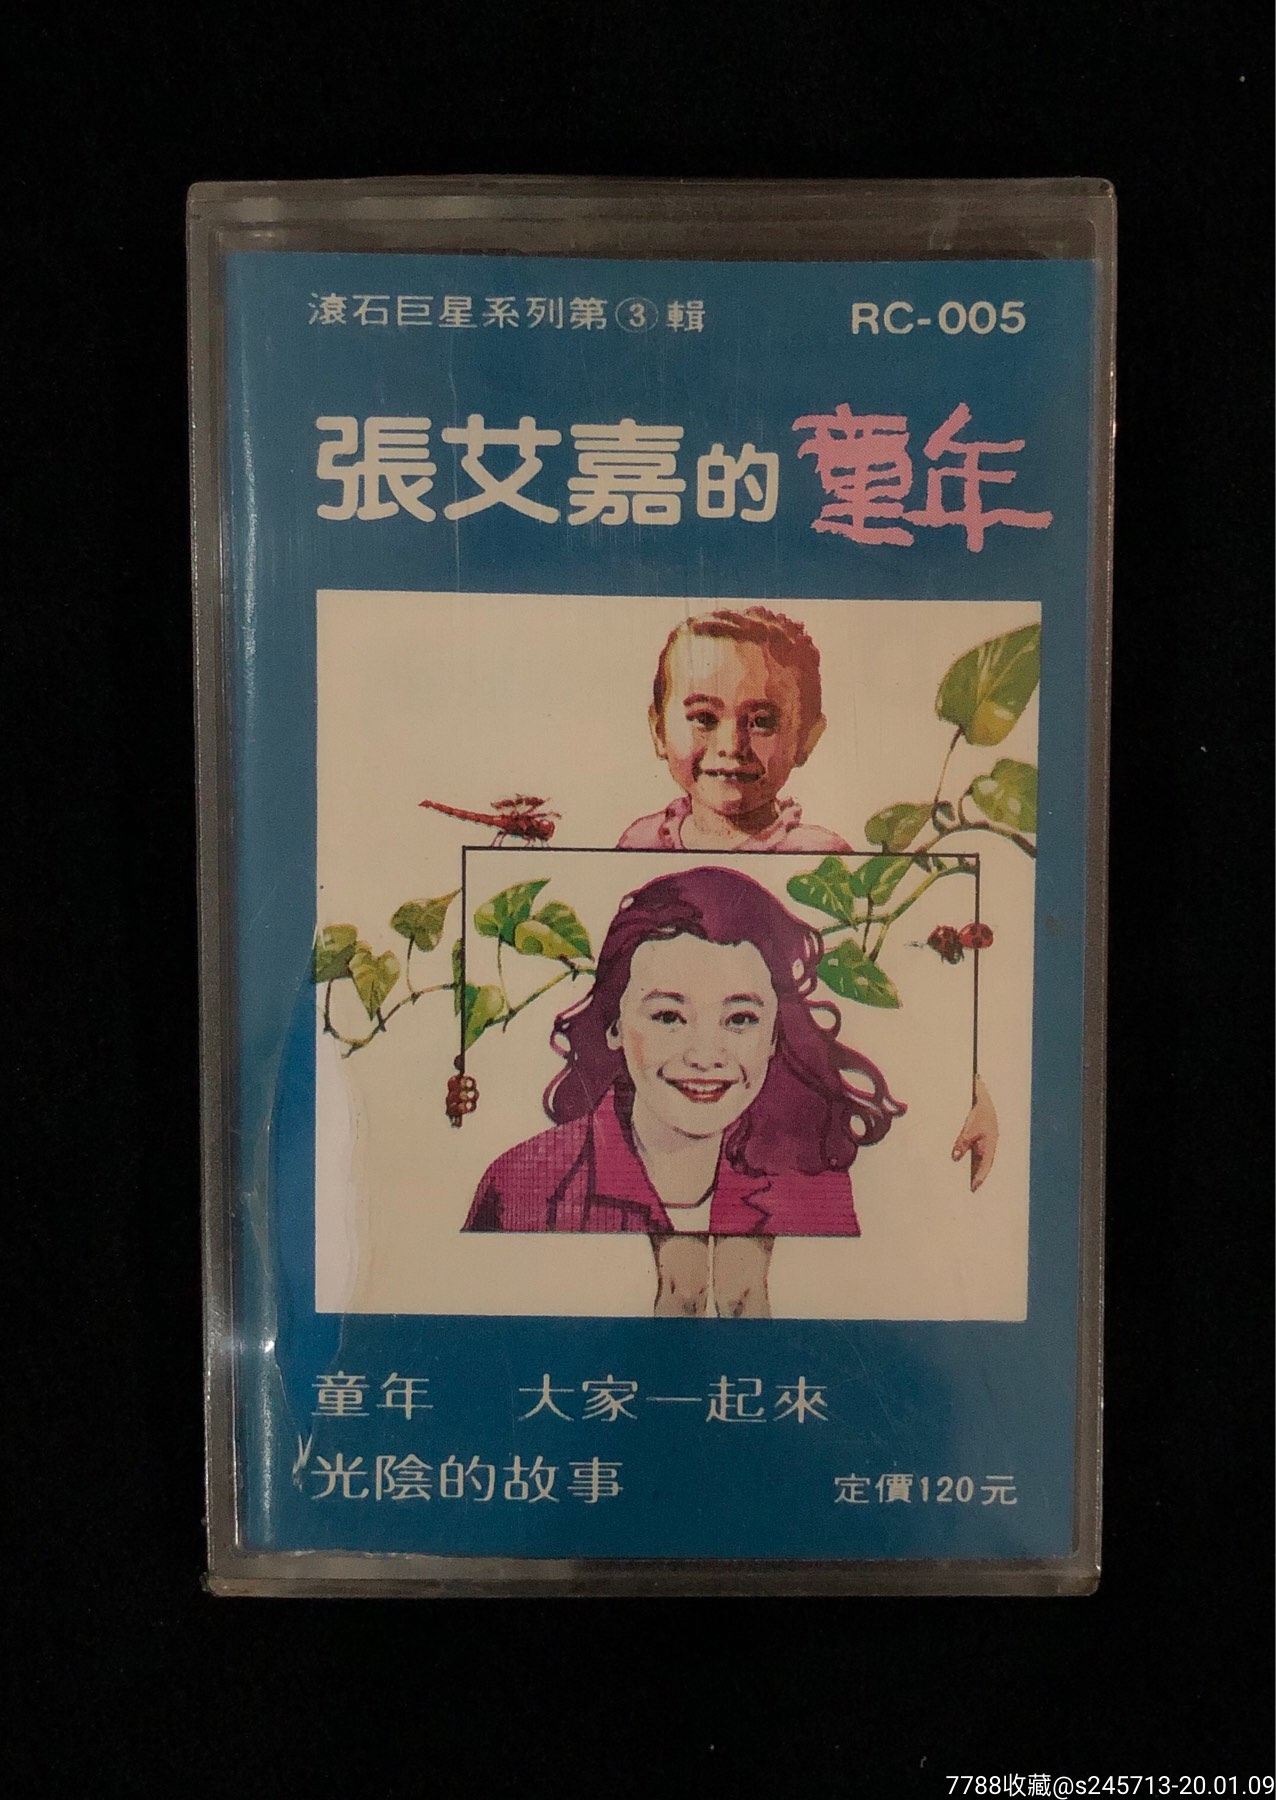 滾石巨星系列第③輯 RC-005
張艾嘉的童年
童年 大家一起來
光陰的故事 定價120元
7788收藏@s245713-20.01.09